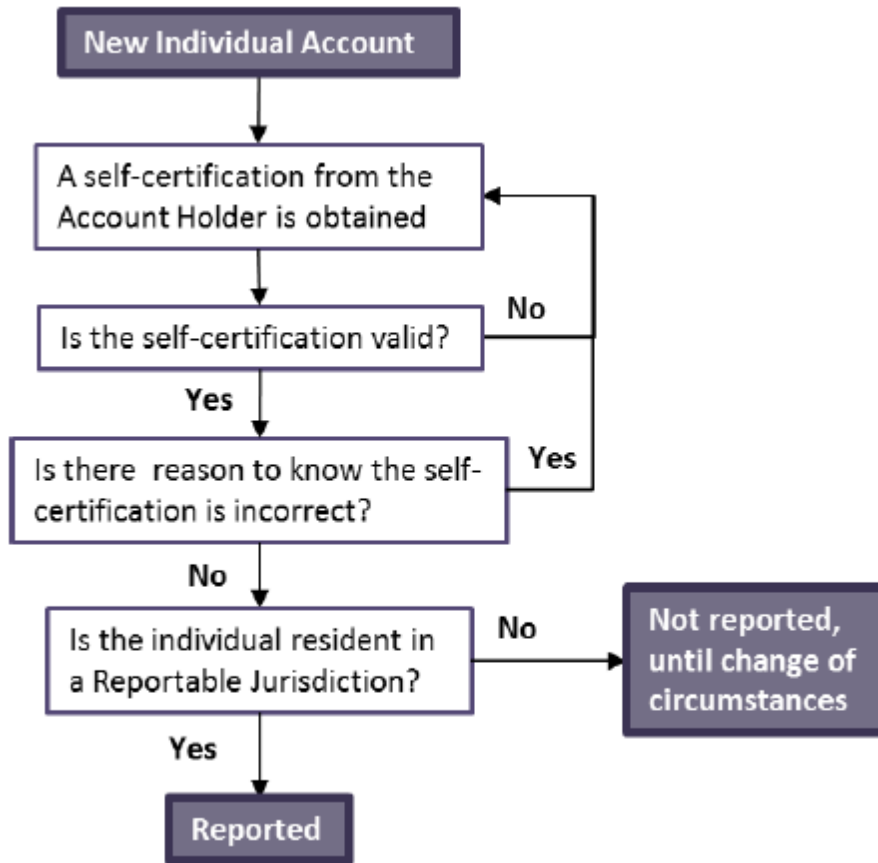 New Individual Account
A self-certification from the
Account Holder is obtained
Is the self-certification valid?
No
Yes
Is there reason to know the self-
certification is incorrect?
Yes
No
Is the individual resident in
a Reportable Jurisdiction?
No
Not reported,
until change of
circumstances
Yes
Reported